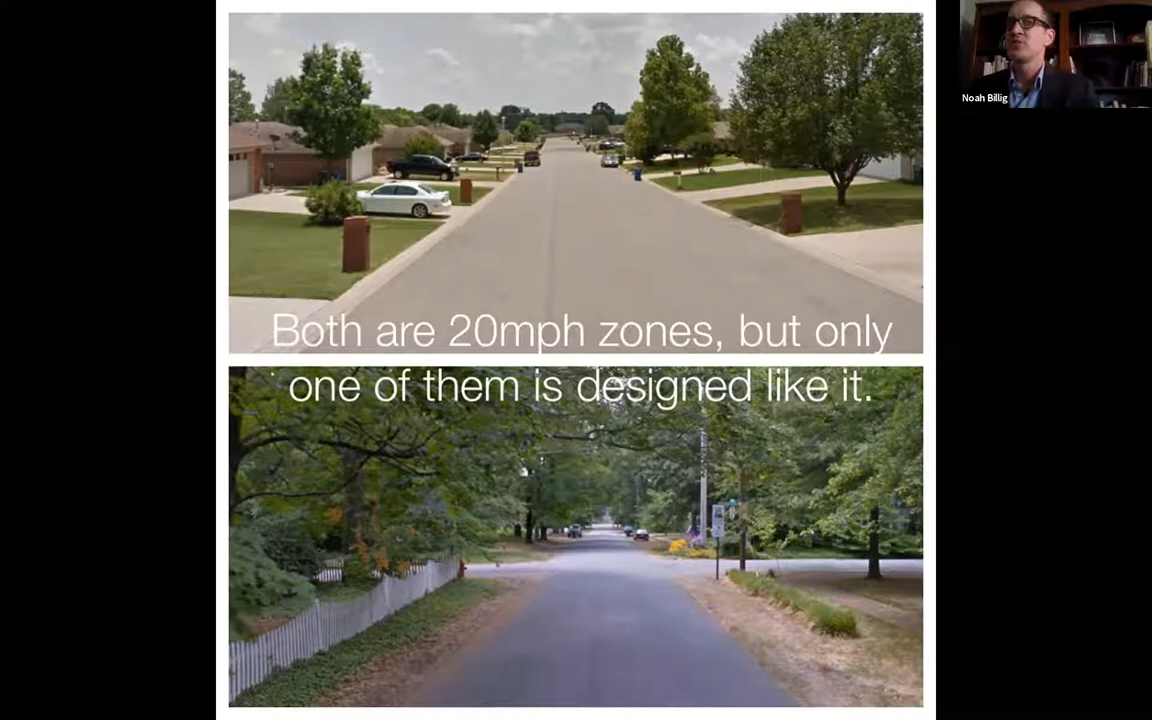 Noah Billig
Both are 20mph zones, but only
one of them is designed like it.